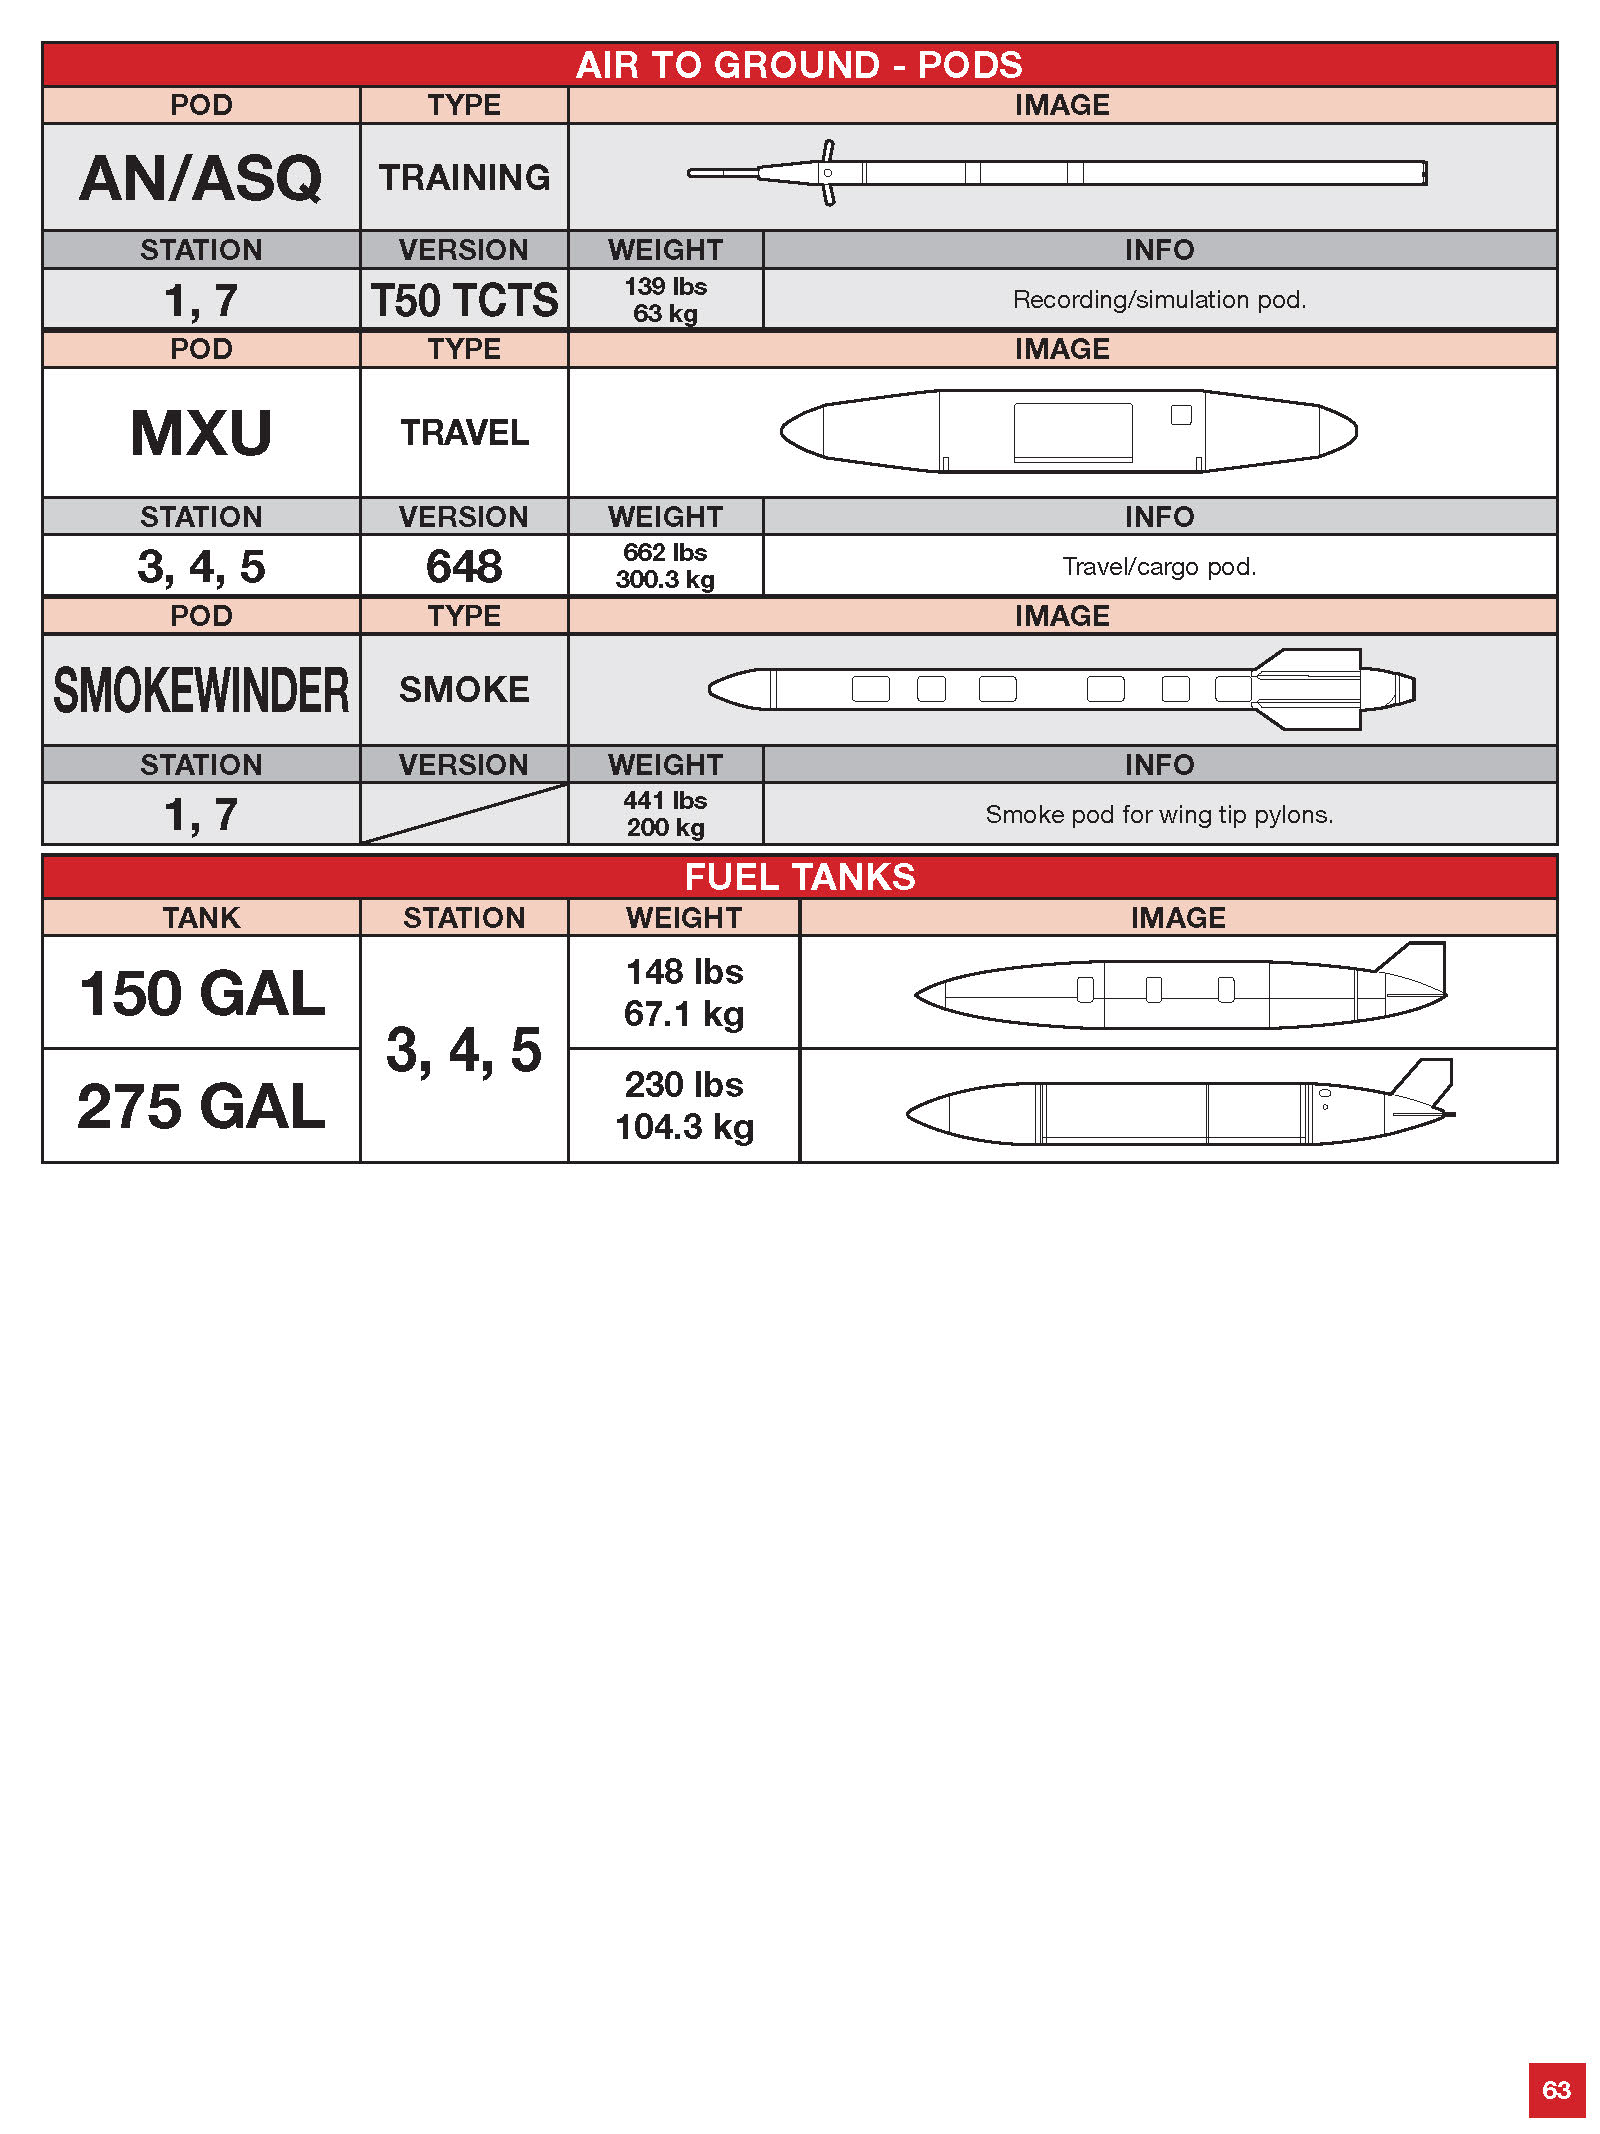 AIR TO GROUND - PODS
POD TYPE IMAGE
AN/ASQ TRAINING
STATION VERSION WEIGHT INFO
1, 7 T50 TCTS 139 lbs 63 kg Recording/simulation pod.
POD TYPE IMAGE
MXU TRAVEL
STATION VERSION WEIGHT INFO
3, 4, 5 648 662 lbs 300.3 kg Travel/cargo pod.
POD TYPE IMAGE
SMOKEWINDER SMOKE
STATION VERSION WEIGHT INFO
1, 7 441 lbs 200 kg Smoke pod for wing tip pylons.
FUEL TANKS
TANK STATION WEIGHT IMAGE
150 GAL 3, 4, 5 148 lbs 67.1 kg
275 GAL 230 lbs 104.3 kg
63